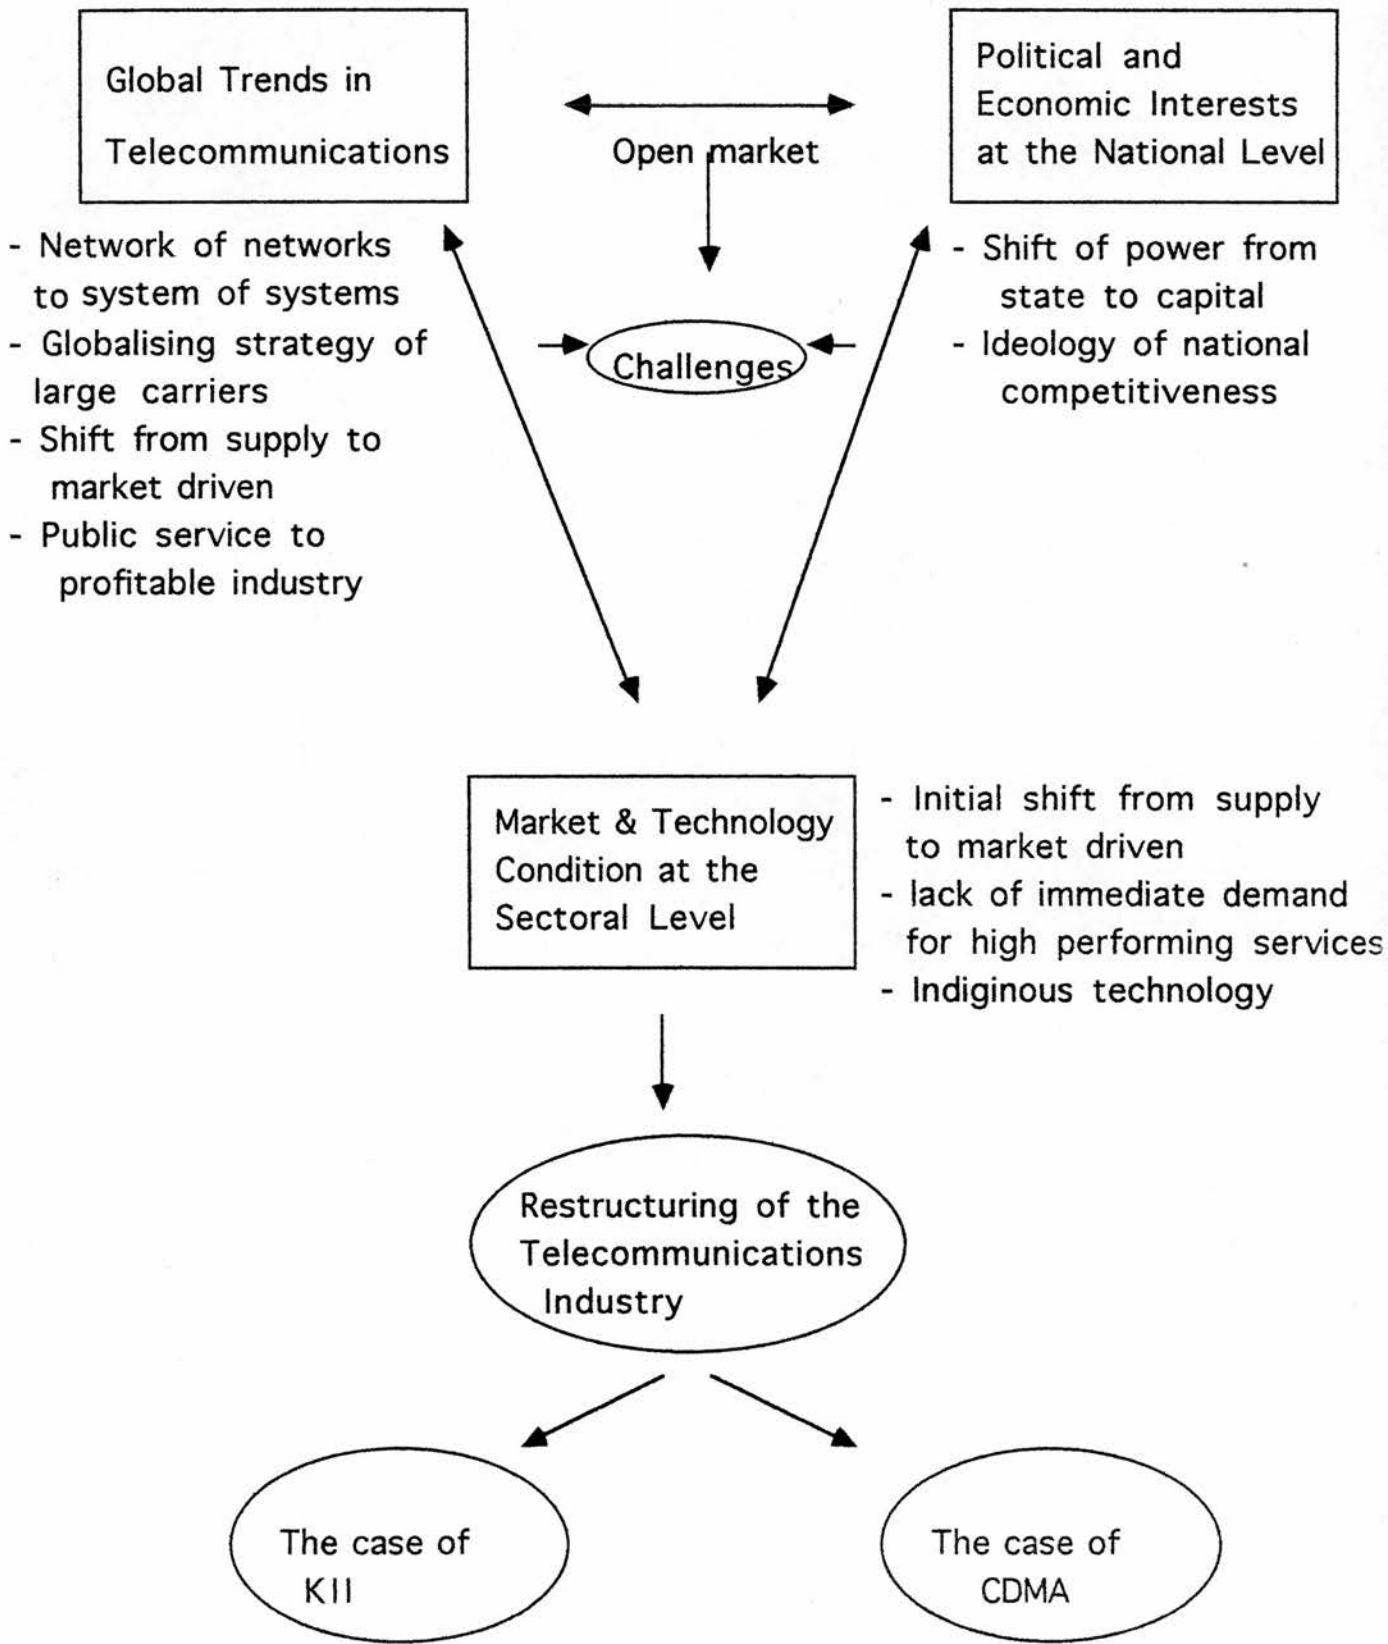 Global Trends in
Telecommunications
Open market
Political and
Economic Interests
at the National Level
- Network of networks
to system of systems
- Globalising strategy of
large carriers
- Shift from supply to
market driven
- Public service to
profitable industry
Challenges
- Shift of power from
state to capital
- Ideology of national
competitiveness
Market & Technology
Condition at the
Sectoral Level
- Initial shift from supply
to market driven
- lack of immediate demand
for high performing services
- Indiginous technology
Restructuring of the
Telecommunications
Industry
The case of
KII
The case of
CDMA